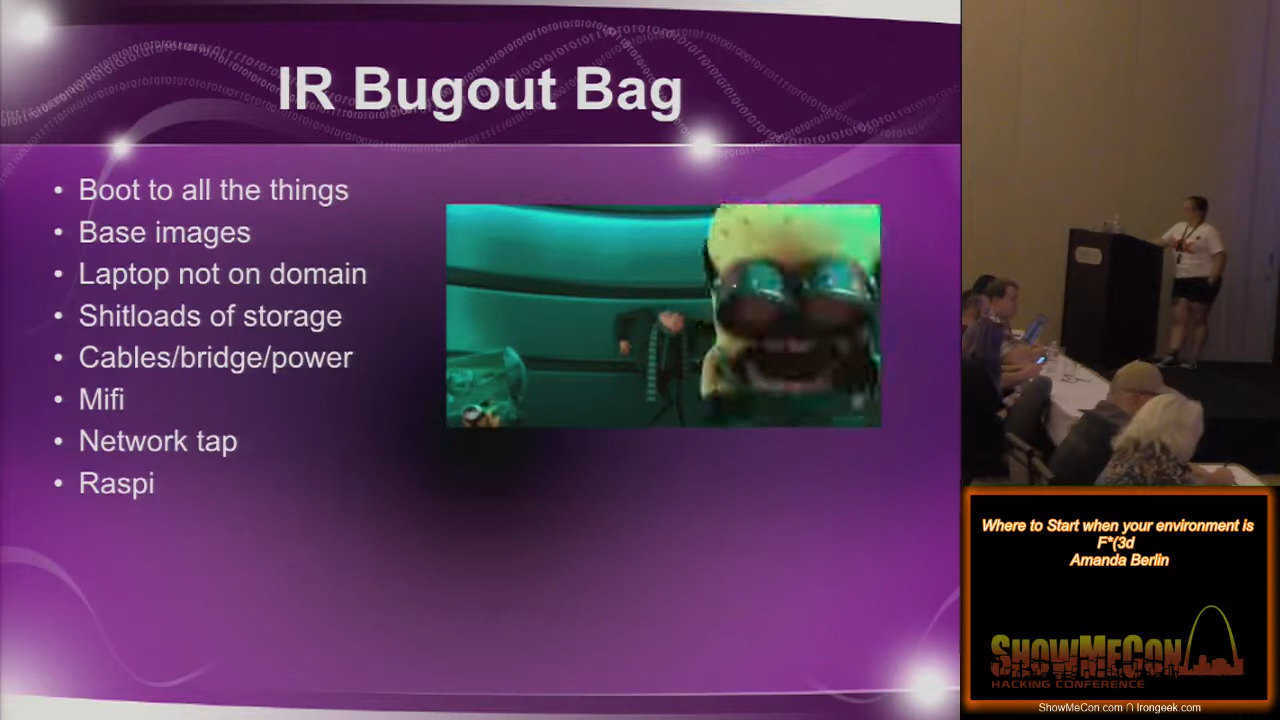 IR Bugout Bag
• Boot to all the things
• Base images
• Laptop not on domain
• Shitloads of storage
• Cables/bridge/power
• Mifi
• Network tap
• Raspi
Where to Start when your environment is
F*(3d
Amanda Berlin
ShowMeCon
HACKING CONFERENCE
ShowMeCon.com ∩ Irongeek.com